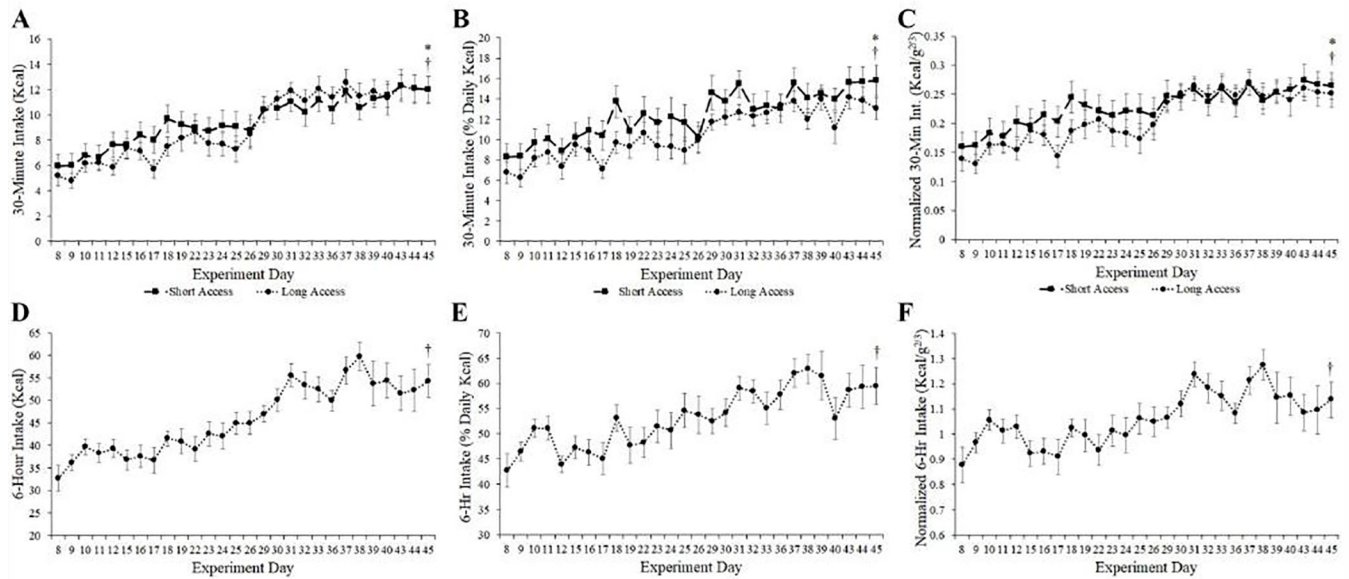 A
30-Minute Intake (Kcal)
16
14
12
10
8
6
4
2
0
*
†
8 9 10 11 12 15 16 17 18 19 22 23 24 25 26 29 30 31 32 33 36 37 38 39 40 43 44 45
Experiment Day
Short Access Long Access
B
30-Minute Intake (% Daily Kcal)
20
18
16
14
12
10
8
6
4
2
0
*
†
8 9 10 11 12 15 16 17 18 19 22 23 24 25 26 29 30 31 32 33 36 37 38 39 40 43 44 45
Experiment Day
Short Access Long Access
C
Normalized 30-Min Int. (Kcal/g^2/3)
0.35
0.3
0.25
0.2
0.15
0.1
0.05
0
*
†
8 9 10 11 12 15 16 17 18 19 22 23 24 25 26 29 30 31 32 33 36 37 38 39 40 43 44 45
Experiment Day
Short Access Long Access
D
6-Hour Intake (Kcal)
65
60
55
50
45
40
35
30
25
20
†
8 9 10 11 12 15 16 17 18 19 22 23 24 25 26 29 30 31 32 33 36 37 38 39 40 43 44 45
Experiment Day
E
6-Hr Intake (% Daily Kcal)
70
65
60
55
50
45
40
35
30
†
8 9 10 11 12 15 16 17 18 19 22 23 24 25 26 29 30 31 32 33 36 37 38 39 40 43 44 45
Experiment Day
F
Normalized 6-Hr Intake (Kcal/g^2/3)
1.4
1.3
1.2
1.1
1
0.9
0.8
0.7
0.6
†
8 9 10 11 12 15 16 17 18 19 22 23 24 25 26 29 30 31 32 33 36 37 38 39 40 43 44 45
Experiment Day